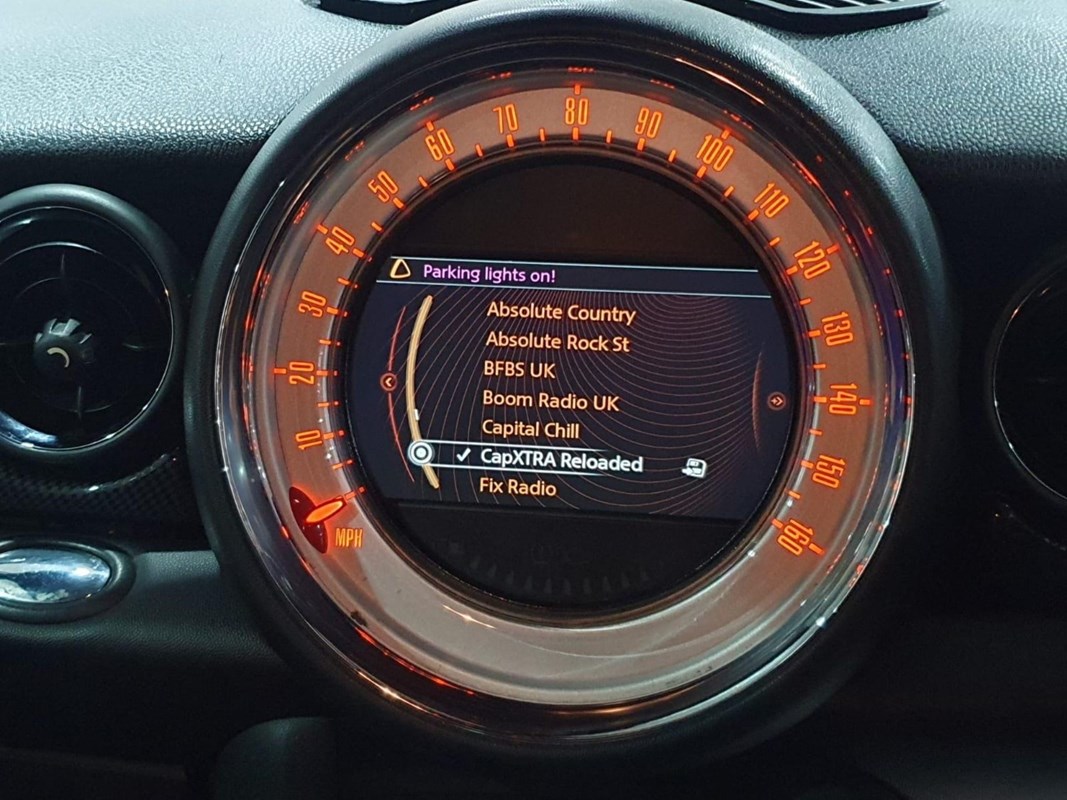 10
20
30
40
50
60
70
80
90
100
110
120
130
140
150
160
MPH
Parking lights on!
Absolute Country
Absolute Rock St
BFBS UK
Boom Radio UK
Capital Chill
✓ CapXTRA Reloaded
Fix Radio